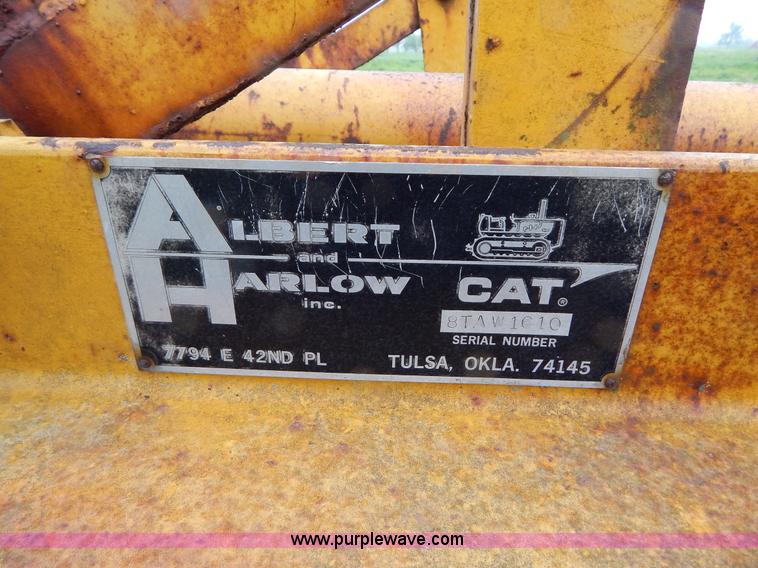 ALBERT
and
HARLOW CAT®
inc.
8TAW1610
SERIAL NUMBER
7794 E 42ND PL TULSA, OKLA. 74145
www.purplewave.com